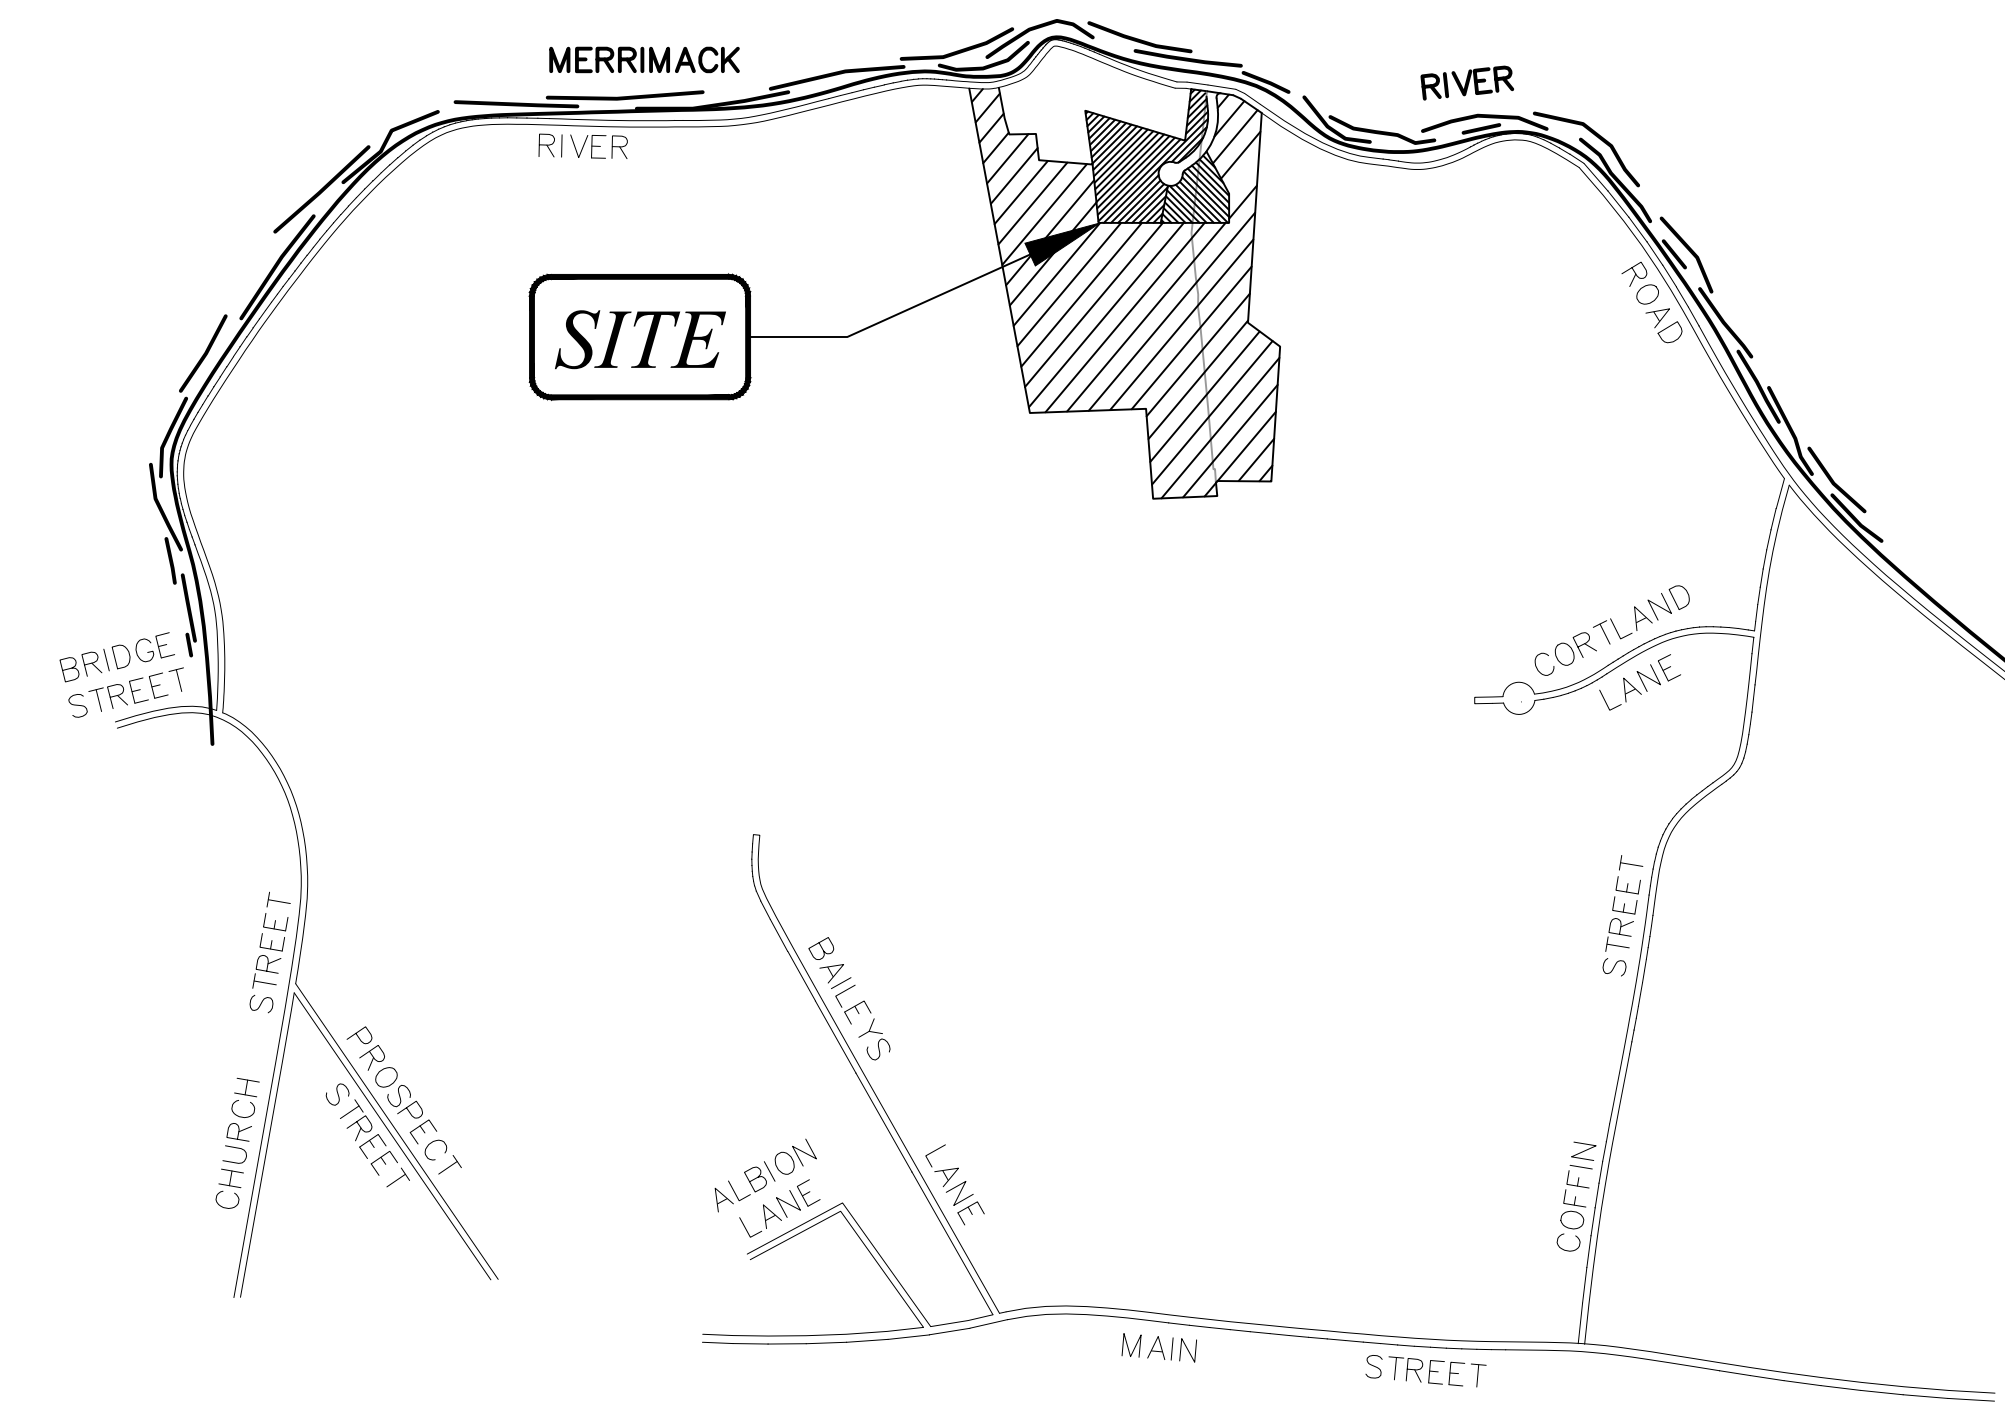 MERRIMACK
RIVER
RIVER
ROAD
SITE
BRIDGE
STREET
CORTLAND
LANE
STREET
CHURCH
PROSPECT
STREET
BAILEYS
LANE
ALBION
LANE
STREET
COFFIN
MAIN
STREET